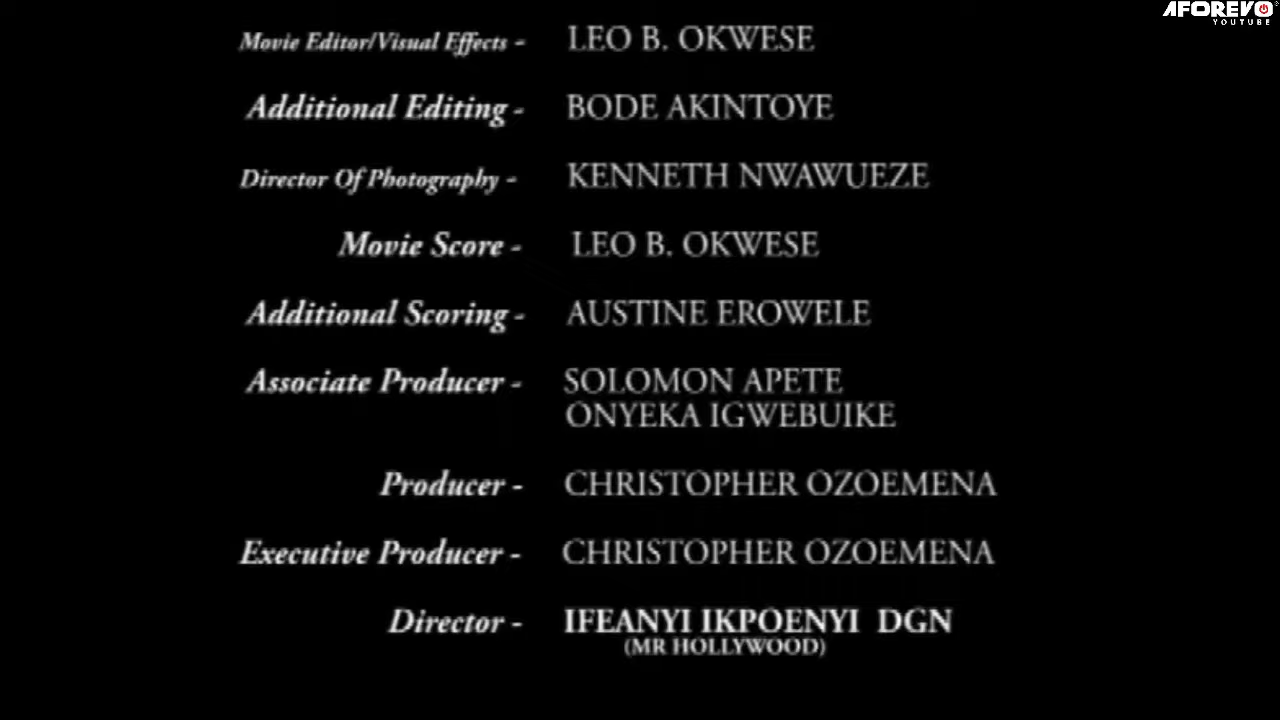 AFOREVO
YOUTUBE
Movie Editor/Visual Effects - LEO B. OKWESE
Additional Editing - BODE AKINTOYE
Director Of Photography - KENNETH NWAWUEZE
Movie Score - LEO B. OKWESE
Additional Scoring - AUSTINE EROWELE
Associate Producer - SOLOMON APETE
ONYEKA IGWEBUIKE
Producer - CHRISTOPHER OZOEMENA
Executive Producer - CHRISTOPHER OZOEMENA
Director - IFEANYI IKPOENYI DGN
(MR HOLLYWOOD)